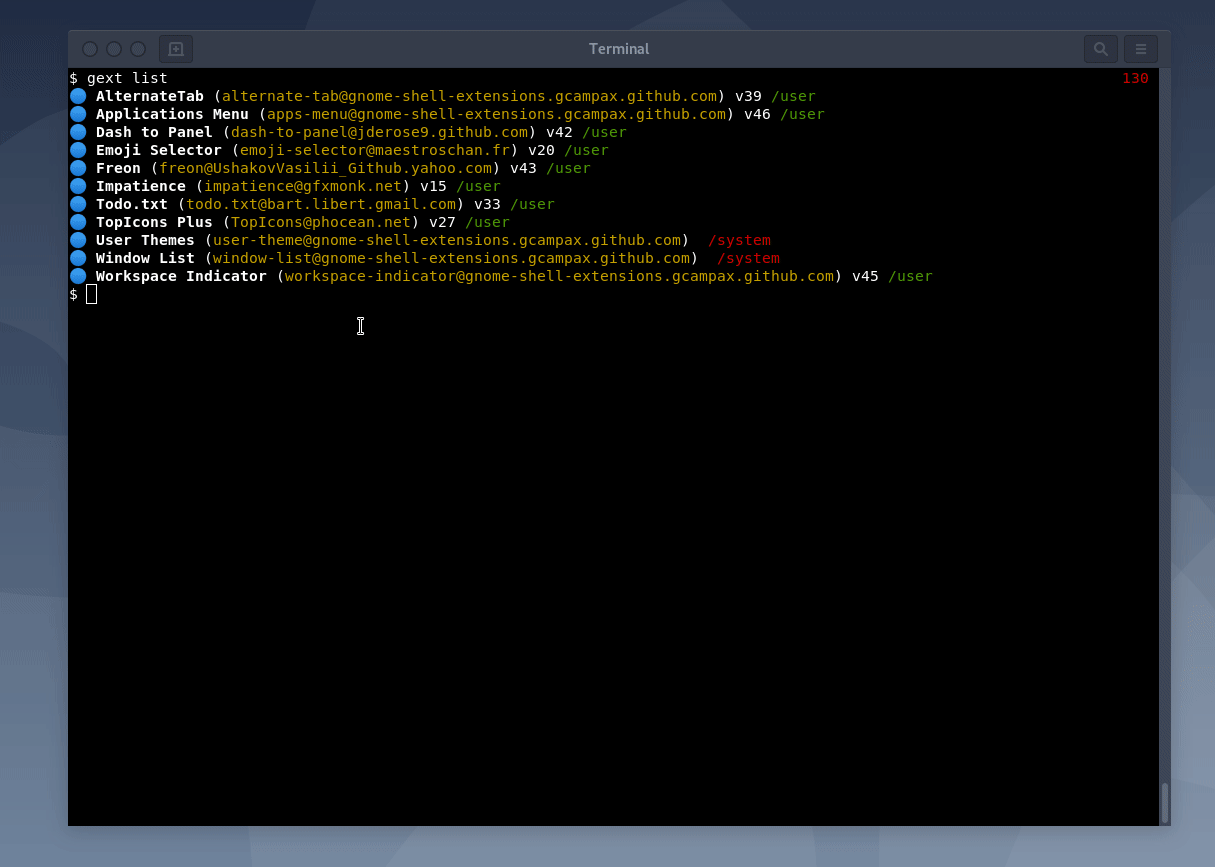 Terminal
$ gext list 130
AlternateTab (alternate-tab@gnome-shell-extensions.gcampax.github.com) v39 /user
Applications Menu (apps-menu@gnome-shell-extensions.gcampax.github.com) v46 /user
Dash to Panel (dash-to-panel@jderose9.github.com) v42 /user
Emoji Selector (emoji-selector@maestroschan.fr) v20 /user
Freon (freon@UshakovVasilii_Github.yahoo.com) v43 /user
Impatience (impatience@gfxmonk.net) v15 /user
Todo.txt (todo.txt@bart.libert.gmail.com) v33 /user
TopIcons Plus (TopIcons@phocean.net) v27 /user
User Themes (user-theme@gnome-shell-extensions.gcampax.github.com) /system
Window List (window-list@gnome-shell-extensions.gcampax.github.com) /system
Workspace Indicator (workspace-indicator@gnome-shell-extensions.gcampax.github.com) v45 /user
$